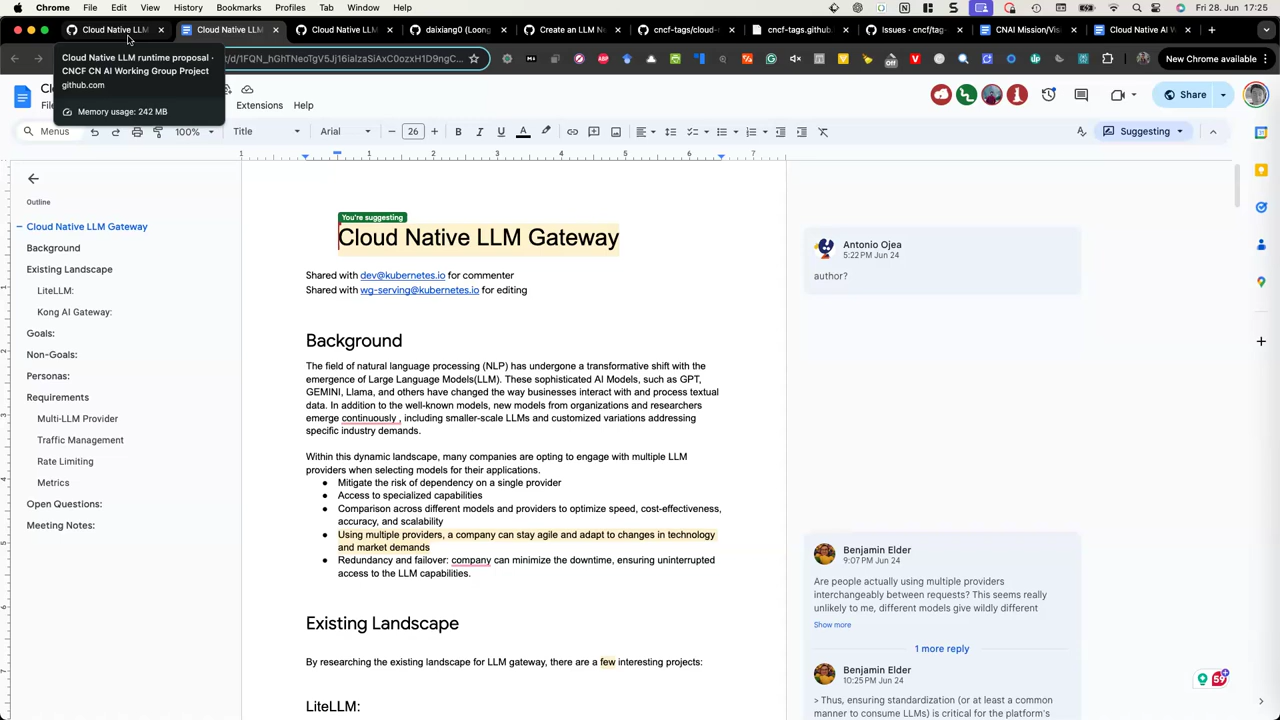 Chrome File Edit View History Bookmarks Profiles Tab Window Help
Fri 28. Jun 17:29
Cloud Native LLM
Cloud Native LLM
Cloud Native LLM
daixiang0 (Loong
Create an LLM N
cncf-tags/cloud-
cncf-tags.github
Issues · cncf/tag
CNAI Mission/Vis
Cloud Native AI W
/d/1FQN_hGhTNeoTgV5Jj16iaIzaSlAxC0ozxH1D9ngC...
New Chrome available
Cloud Native LLM runtime proposal ·
CNCF CN AI Working Group Project
github.com
Memory usage: 242 MB
Extensions Help
Share
Menus
100%
Title
Arial
26
Suggesting
1 1 2 3 4 5 6 7
Outline
Cloud Native LLM Gateway
Background
Existing Landscape
LiteLLM:
Kong AI Gateway:
Goals:
Non-Goals:
Personas:
Requirements
Multi-LLM Provider
Traffic Management
Rate Limiting
Metrics
Open Questions:
Meeting Notes:
You're suggesting
Cloud Native LLM Gateway
Shared with dev@kubernetes.io for commenter
Shared with wg-serving@kubernetes.io for editing
Background
The field of natural language processing (NLP) has undergone a transformative shift with the
emergence of Large Language Models(LLM). These sophisticated AI Models, such as GPT,
GEMINI, Llama, and others have changed the way businesses interact with and process textual
data. In addition to the well-known models, new models from organizations and researchers
emerge continuously , including smaller-scale LLMs and customized variations addressing
specific industry demands.
Within this dynamic landscape, many companies are opting to engage with multiple LLM
providers when selecting models for their applications.
● Mitigate the risk of dependency on a single provider
● Access to specialized capabilities
● Comparison across different models and providers to optimize speed, cost-effectiveness,
accuracy, and scalability
● Using multiple providers, a company can stay agile and adapt to changes in technology
and market demands
● Redundancy and failover: company can minimize the downtime, ensuring uninterrupted
access to the LLM capabilities.
Existing Landscape
By researching the existing landscape for LLM gateway, there are a few interesting projects:
LiteLLM:
Antonio Ojea
5:22 PM Jun 24
author?
Benjamin Elder
9:07 PM Jun 24
Are people actually using multiple providers
interchangeably between requests? This seems really
unlikely to me, different models give wildly different
Show more
1 more reply
Benjamin Elder
10:25 PM Jun 24
> Thus, ensuring standardization (or at least a common
manner to consume LLMs) is critical for the platform's
59